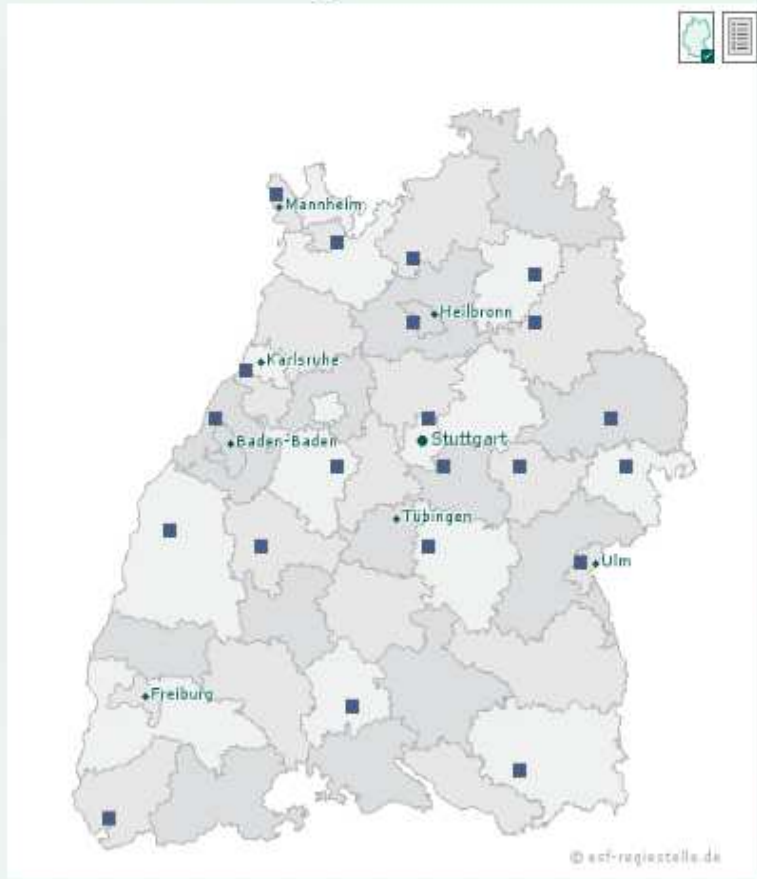 Mannheim
Heilbronn
Karlsruhe
Baden-Baden
Stuttgart
Tübingen
Ulm
Freiburg
© esf-regiestelle.de